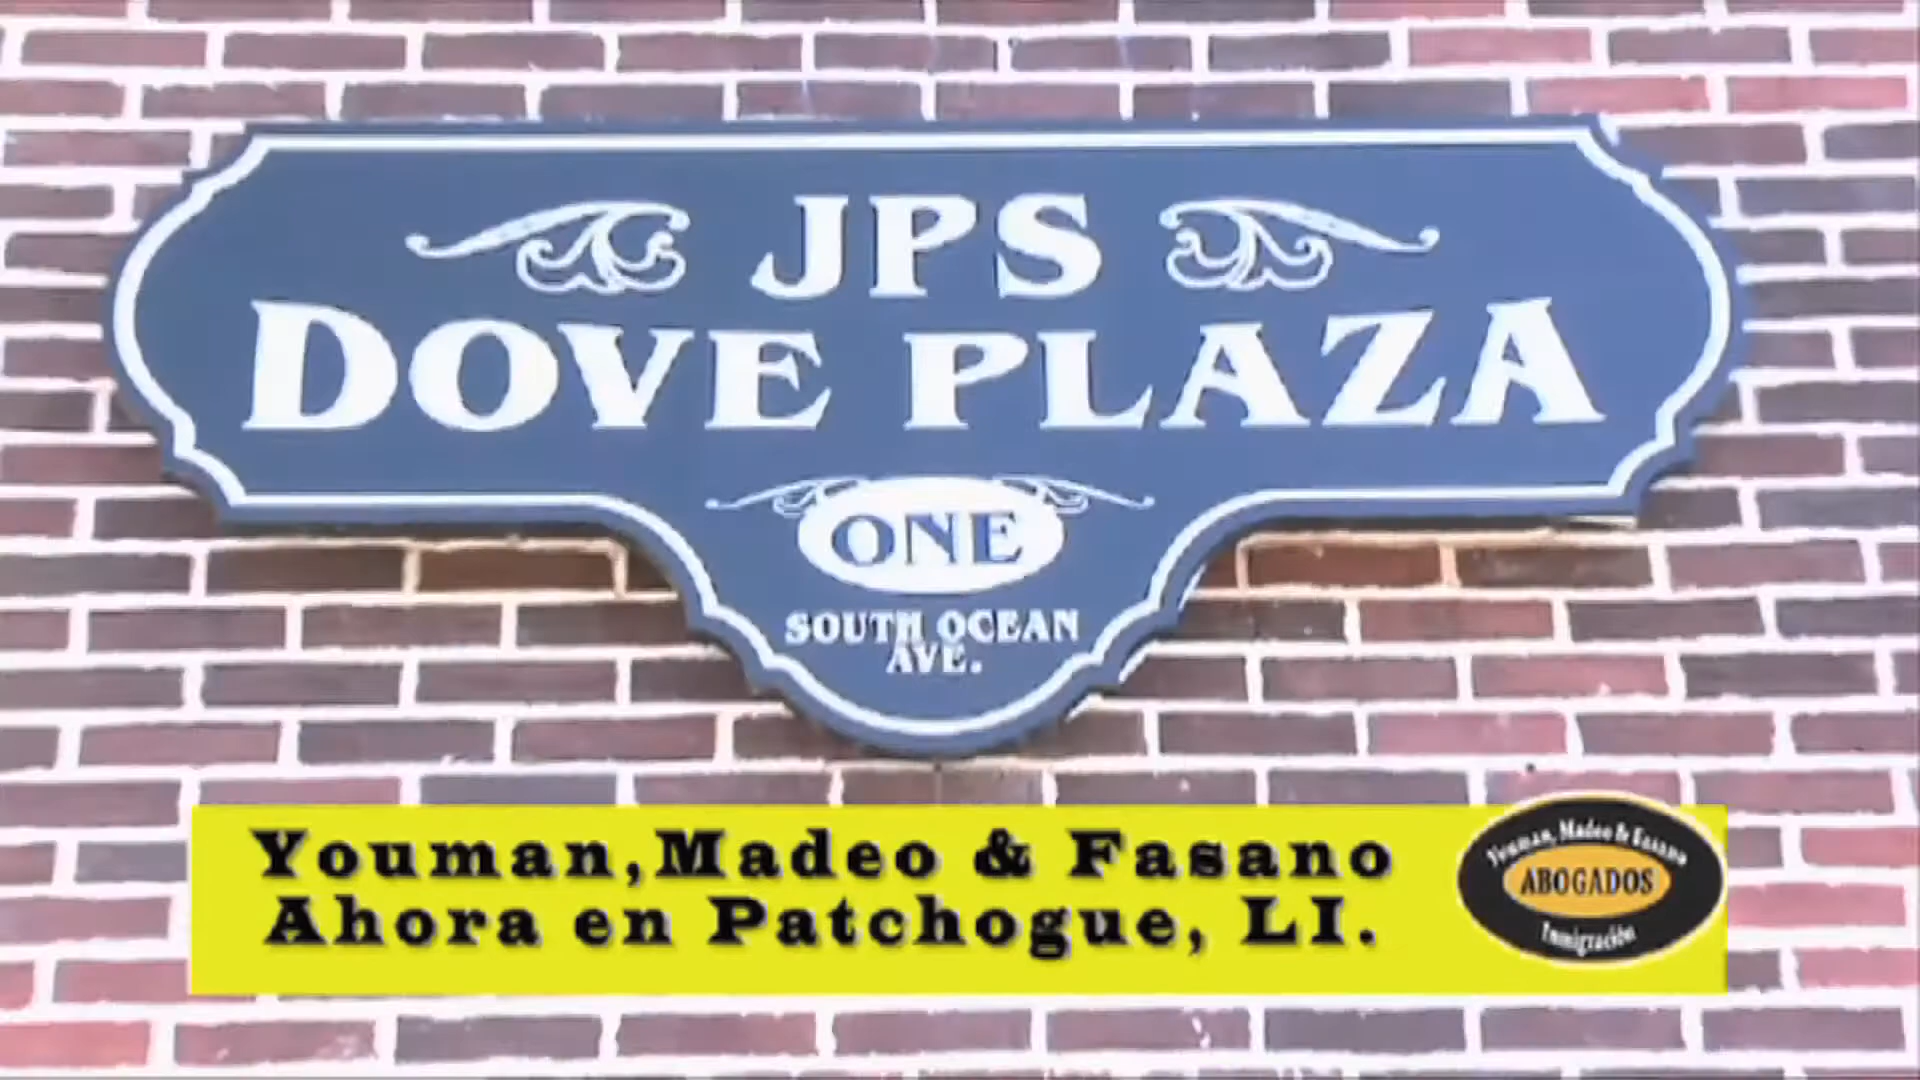 JPS
DOVE PLAZA
ONE
SOUTH OCEAN
AVE.
Youman,Madeo & Fasano
Ahora en Patchogue, LI.
Youman, Madeo & Fasano
ABOGADOS
Inmigración